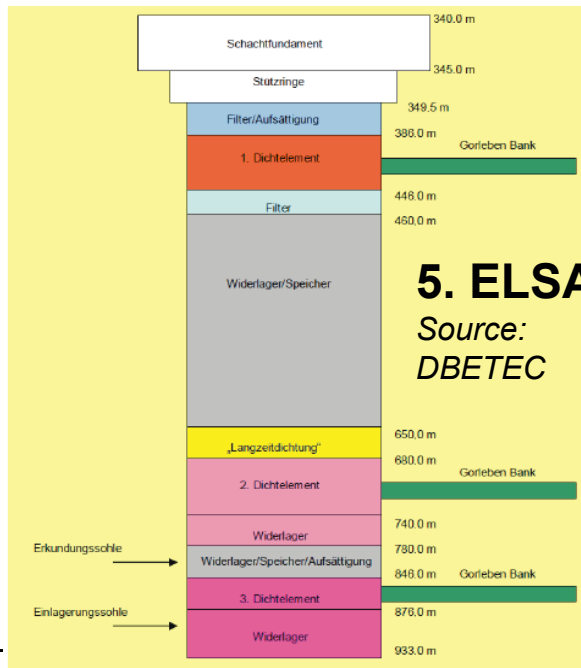 340.0 m
Schachtfundament
345.0 m
Stützringe
349.5 m
Filter/Aufsättigung
386.0 m
Gorleben Bank
1. Dichtelement
446.0 m
Filter
460,0 m
Widerlager/Speicher
5. ELSA
Source:
DBETEC
650,0 m
„Langzeitdichtung"
680.0 m
Gorleben Bank
2. Dichtelement
740.0 m
Widerlager
Erkundungssohle
780.0 m
Widerlager/Speicher/Aufsättigung
846.0 m
Gorleben Bank
3. Dichtelement
Einlagerungssohle
876,0 m
Widerlager
933.0 m